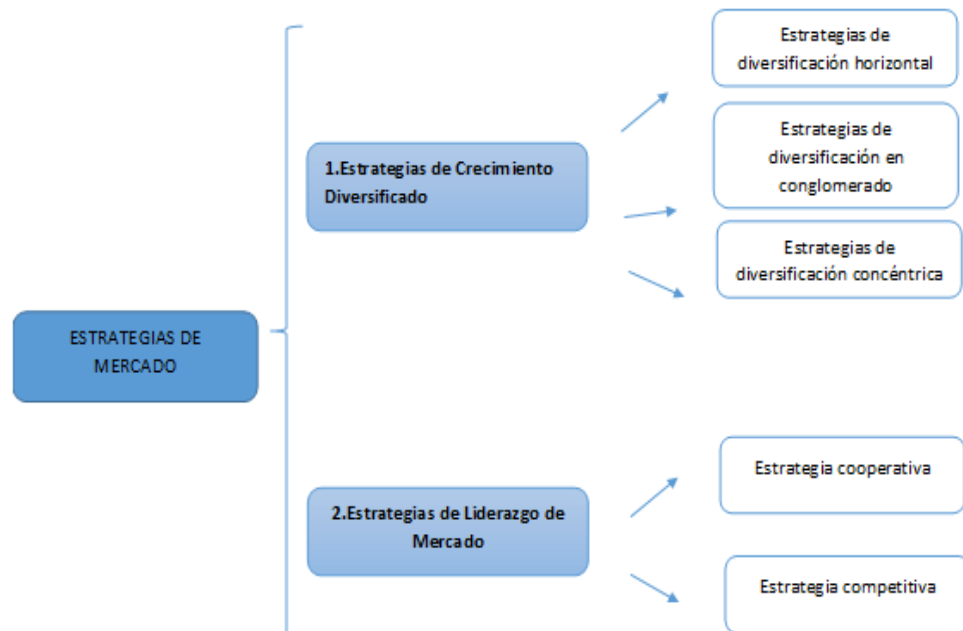 ESTRATEGIAS DE
MERCADO
1.Estrategias de Crecimiento
Diversificado
Estrategias de
diversificación horizontal
Estrategias de
diversificación en
conglomerado
Estrategias de
diversificación concéntrica
2.Estrategias de Liderazgo de
Mercado
Estrategia cooperativa
Estrategia competitiva